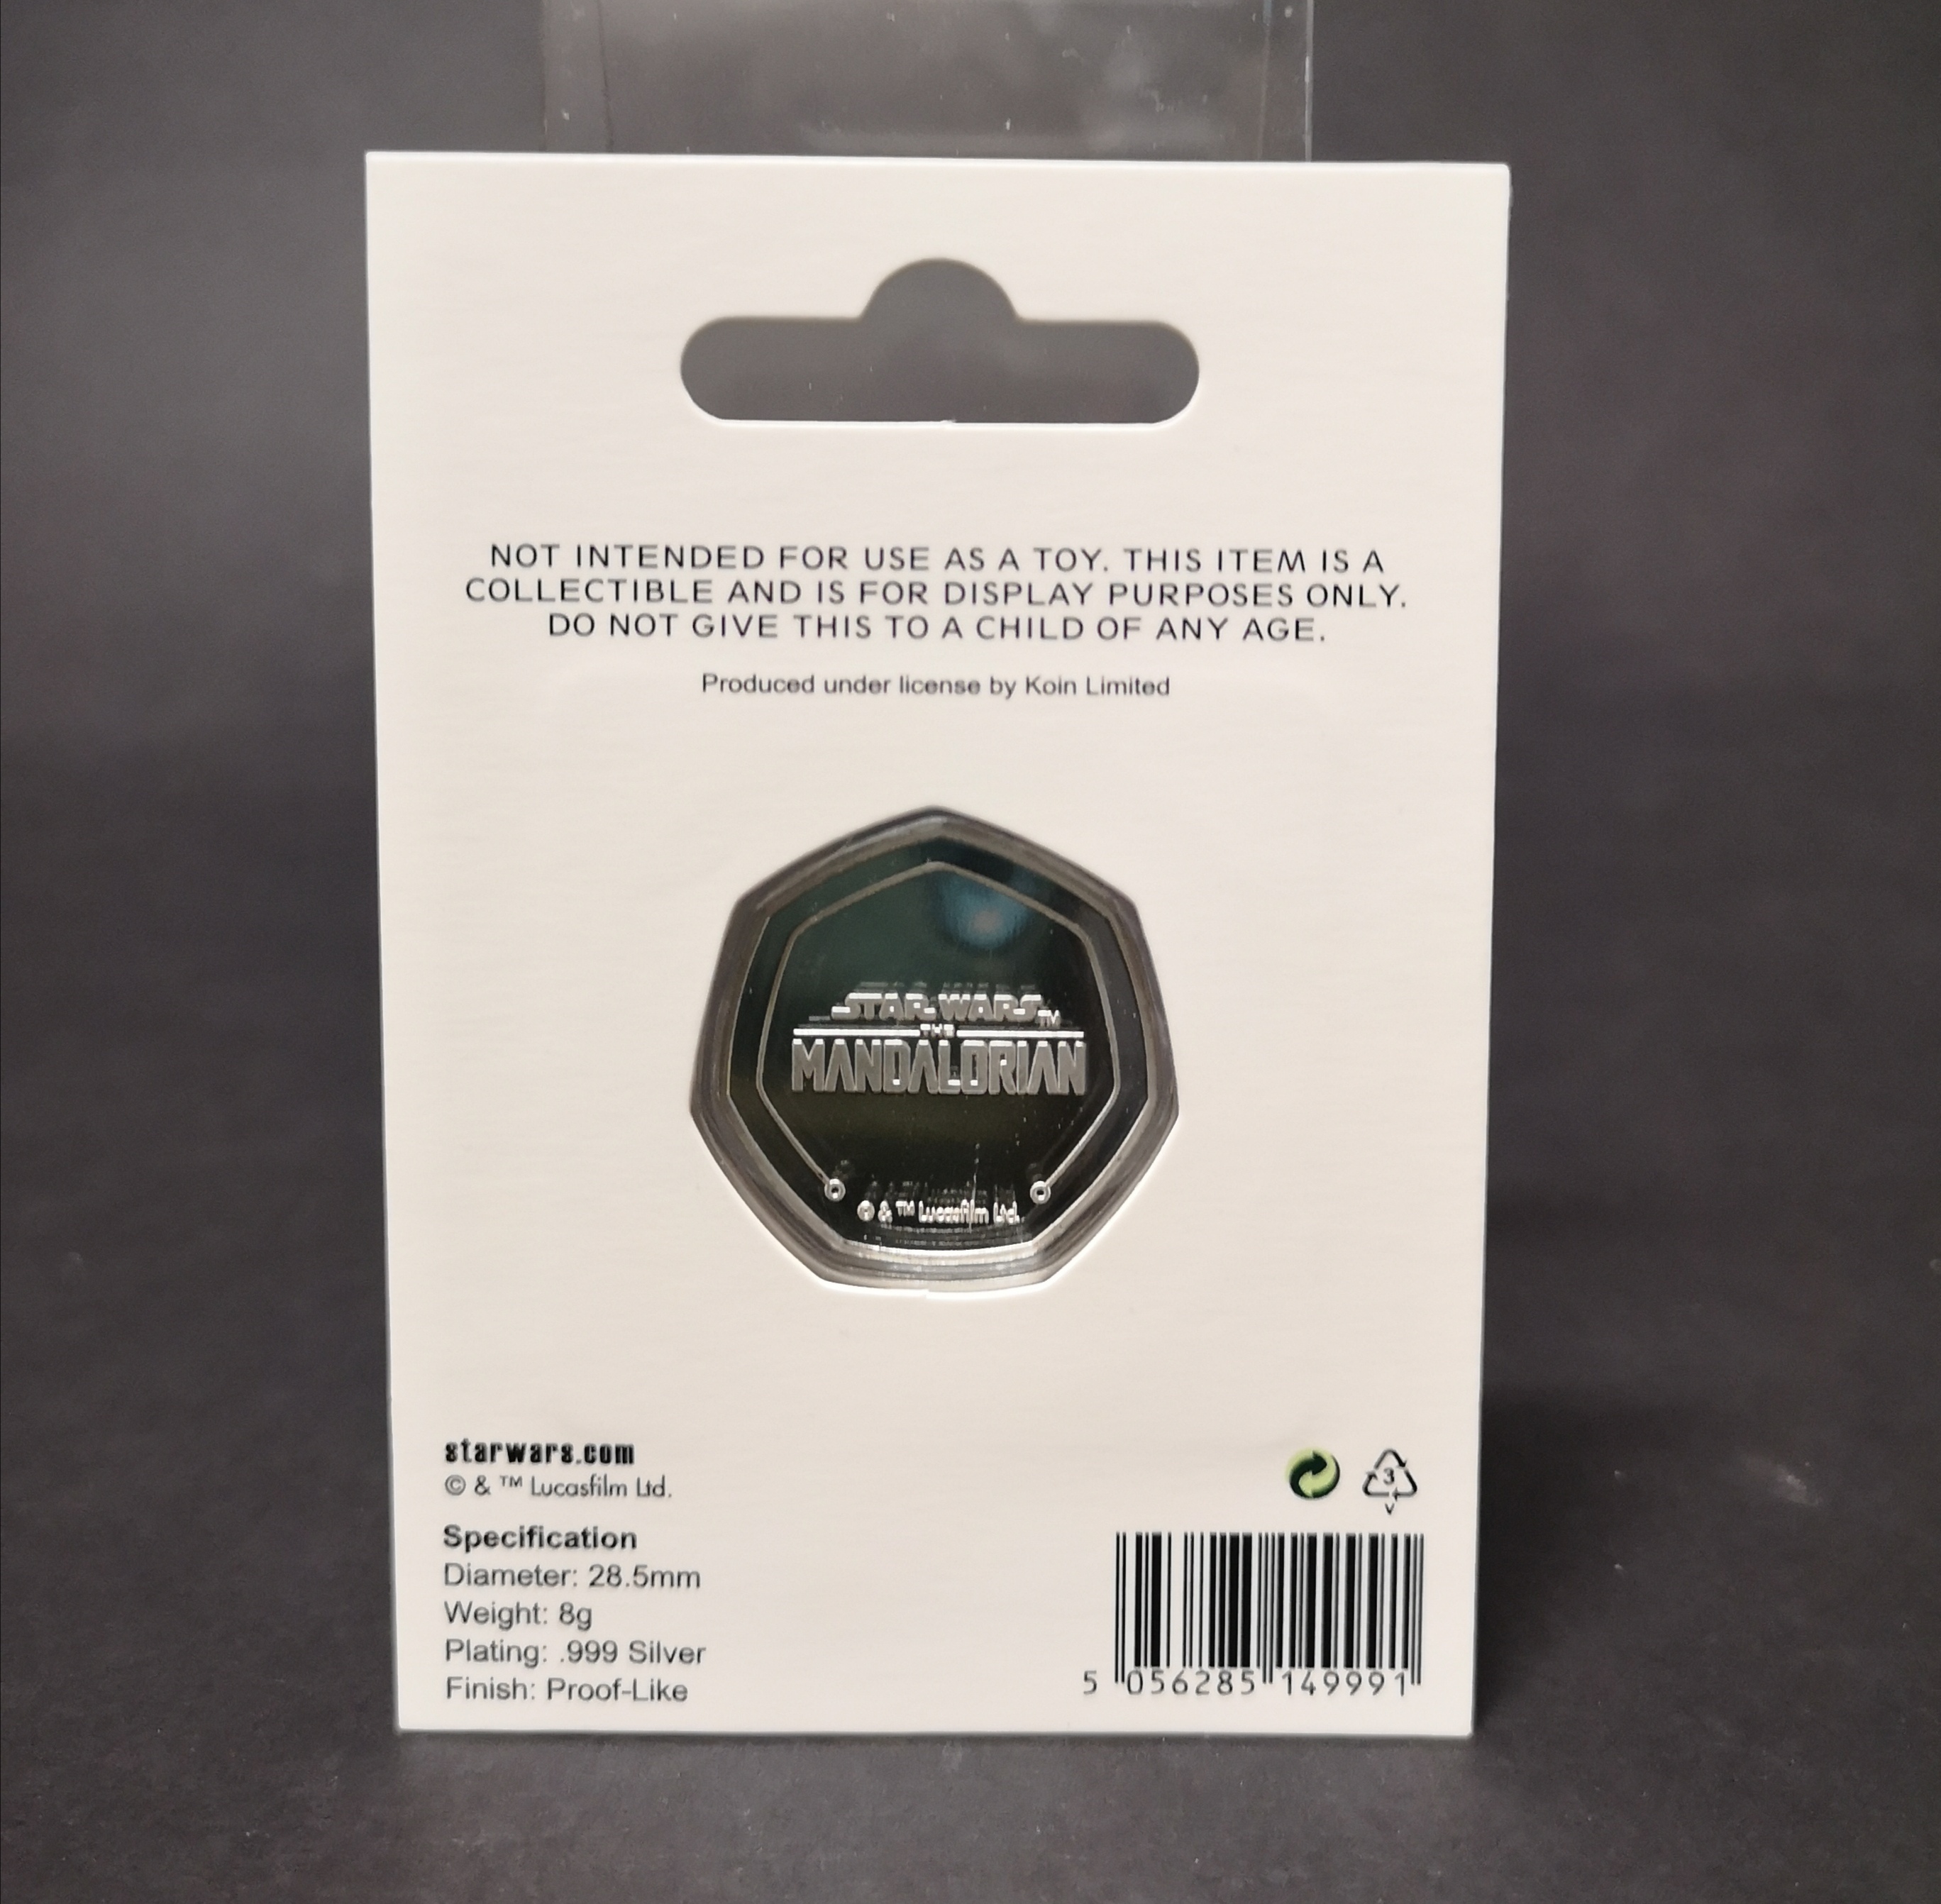 NOT INTENDED FOR USE AS A TOY. THIS ITEM IS A
COLLECTIBLE AND IS FOR DISPLAY PURPOSES ONLY.
DO NOT GIVE THIS TO A CHILD OF ANY AGE.
Produced under license by Koin Limited
STAR WARS TM
THE
MANDALORIAN
© & ™ Lucasfilm Ltd.
starwars.com
© & ™ Lucasfilm Ltd.
Specification
Diameter: 28.5mm
Weight: 8g
Plating: .999 Silver
Finish: Proof-Like
3
V
5 056285 149991